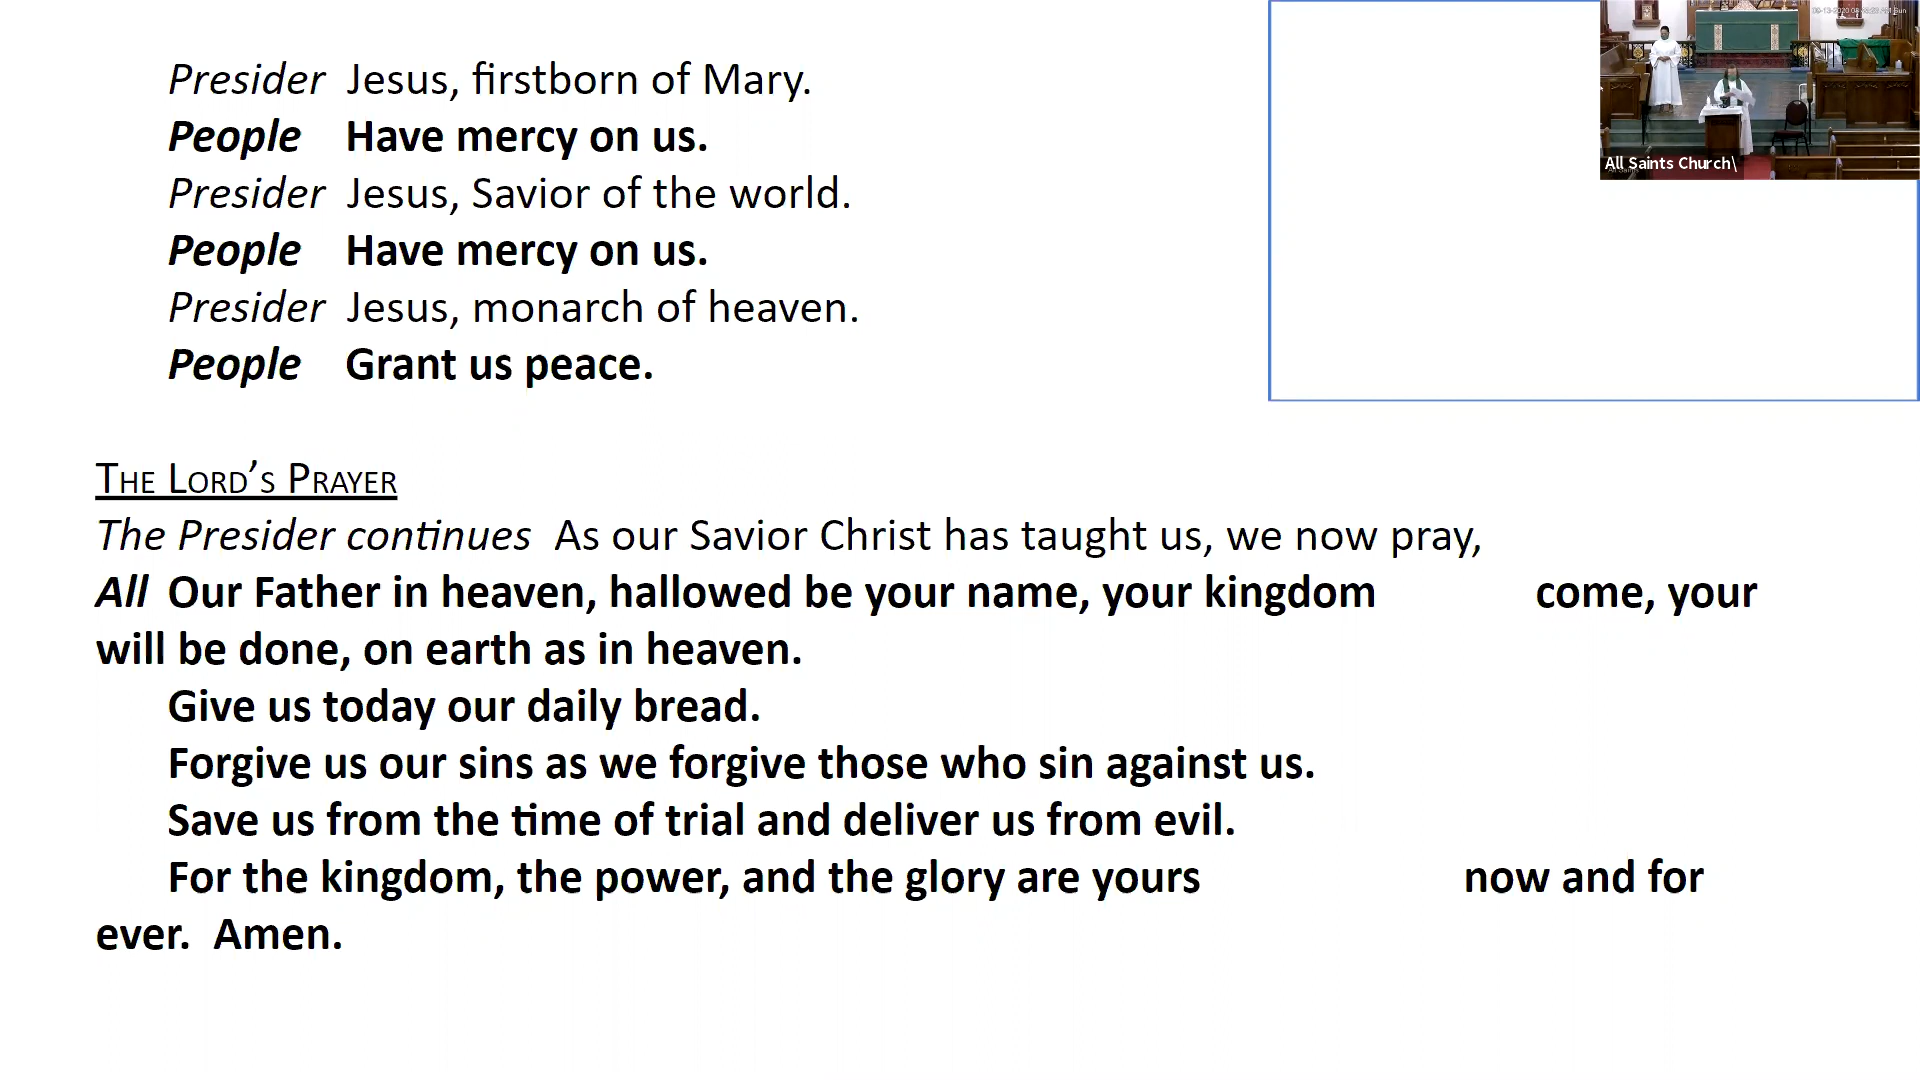 Presider Jesus, firstborn of Mary.
People Have mercy on us.
Presider Jesus, Savior of the world.
People Have mercy on us.
Presider Jesus, monarch of heaven.
People Grant us peace.
All Saints Church\
THE LORD'S PRAYER
The Presider continues As our Savior Christ has taught us, we now pray,
All Our Father in heaven, hallowed be your name, your kingdom come, your
will be done, on earth as in heaven.
Give us today our daily bread.
Forgive us our sins as we forgive those who sin against us.
Save us from the time of trial and deliver us from evil.
For the kingdom, the power, and the glory are yours now and for
ever. Amen.